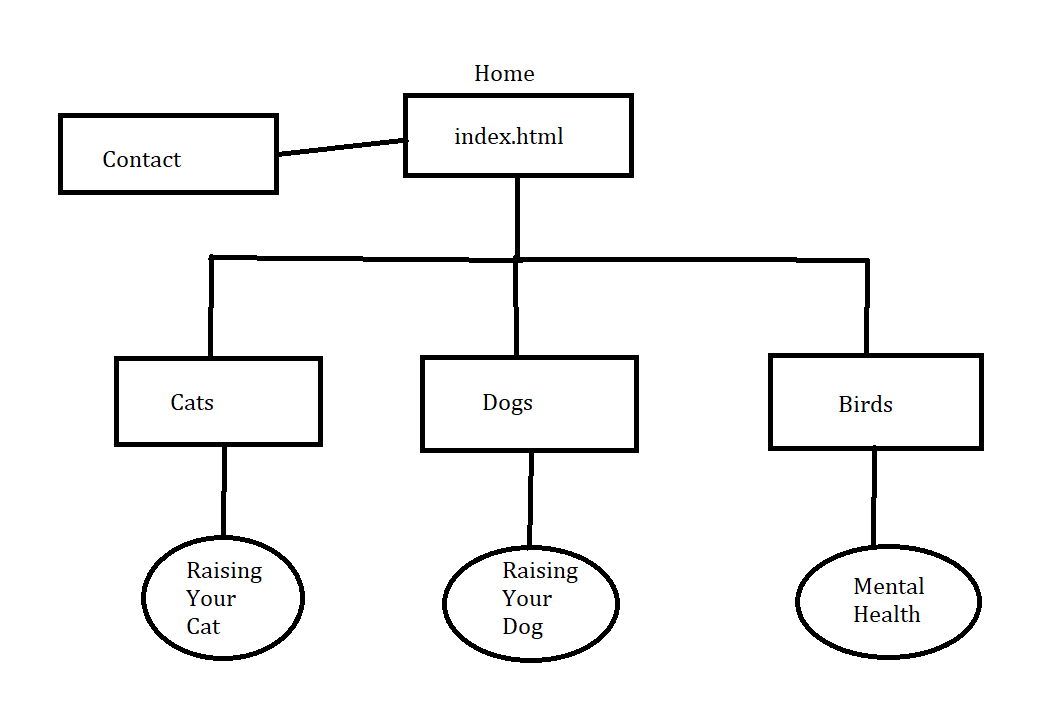 Home
index.html
Contact
Cats
Dogs
Birds
Raising
Your
Cat
Raising
Your
Dog
Mental
Health